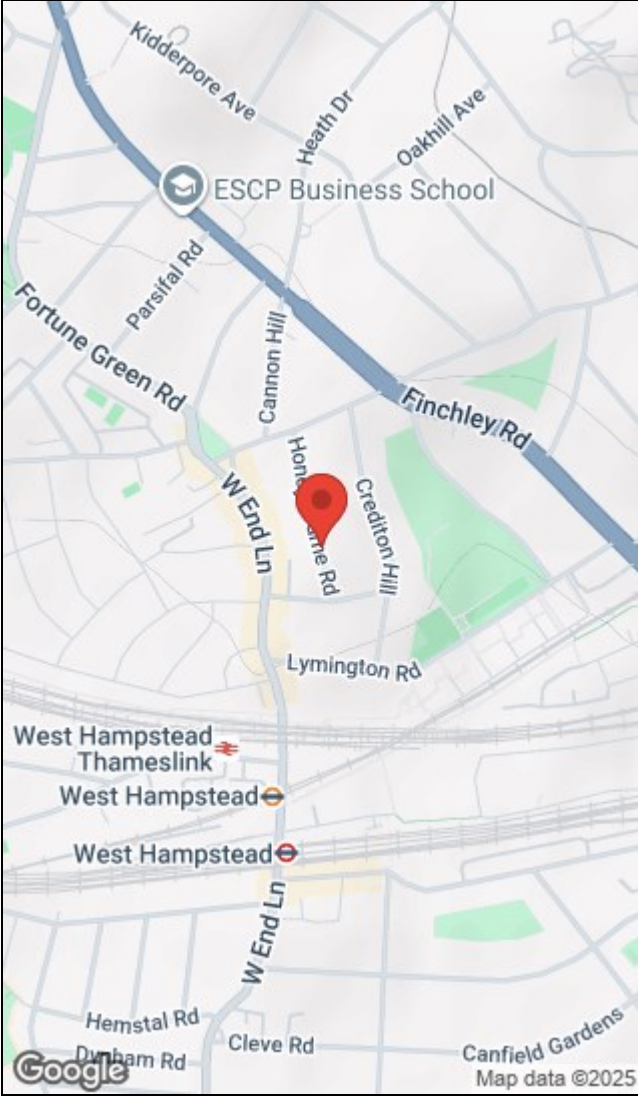 Kidderpore Ave
Heath Dr
Oakhill Ave
ESCP Business School
Parsifal Rd
Fortune Green Rd
Cannon Hill
Finchley Rd
W End Ln
Crediton Hill
Rd
Lymington Rd
West Hampstead
Thameslink
West Hampstead
West Hampstead
W End Ln
Hemstal Rd
Cleve Rd
Rd
Canfield Gardens
Google
Map data ©2025